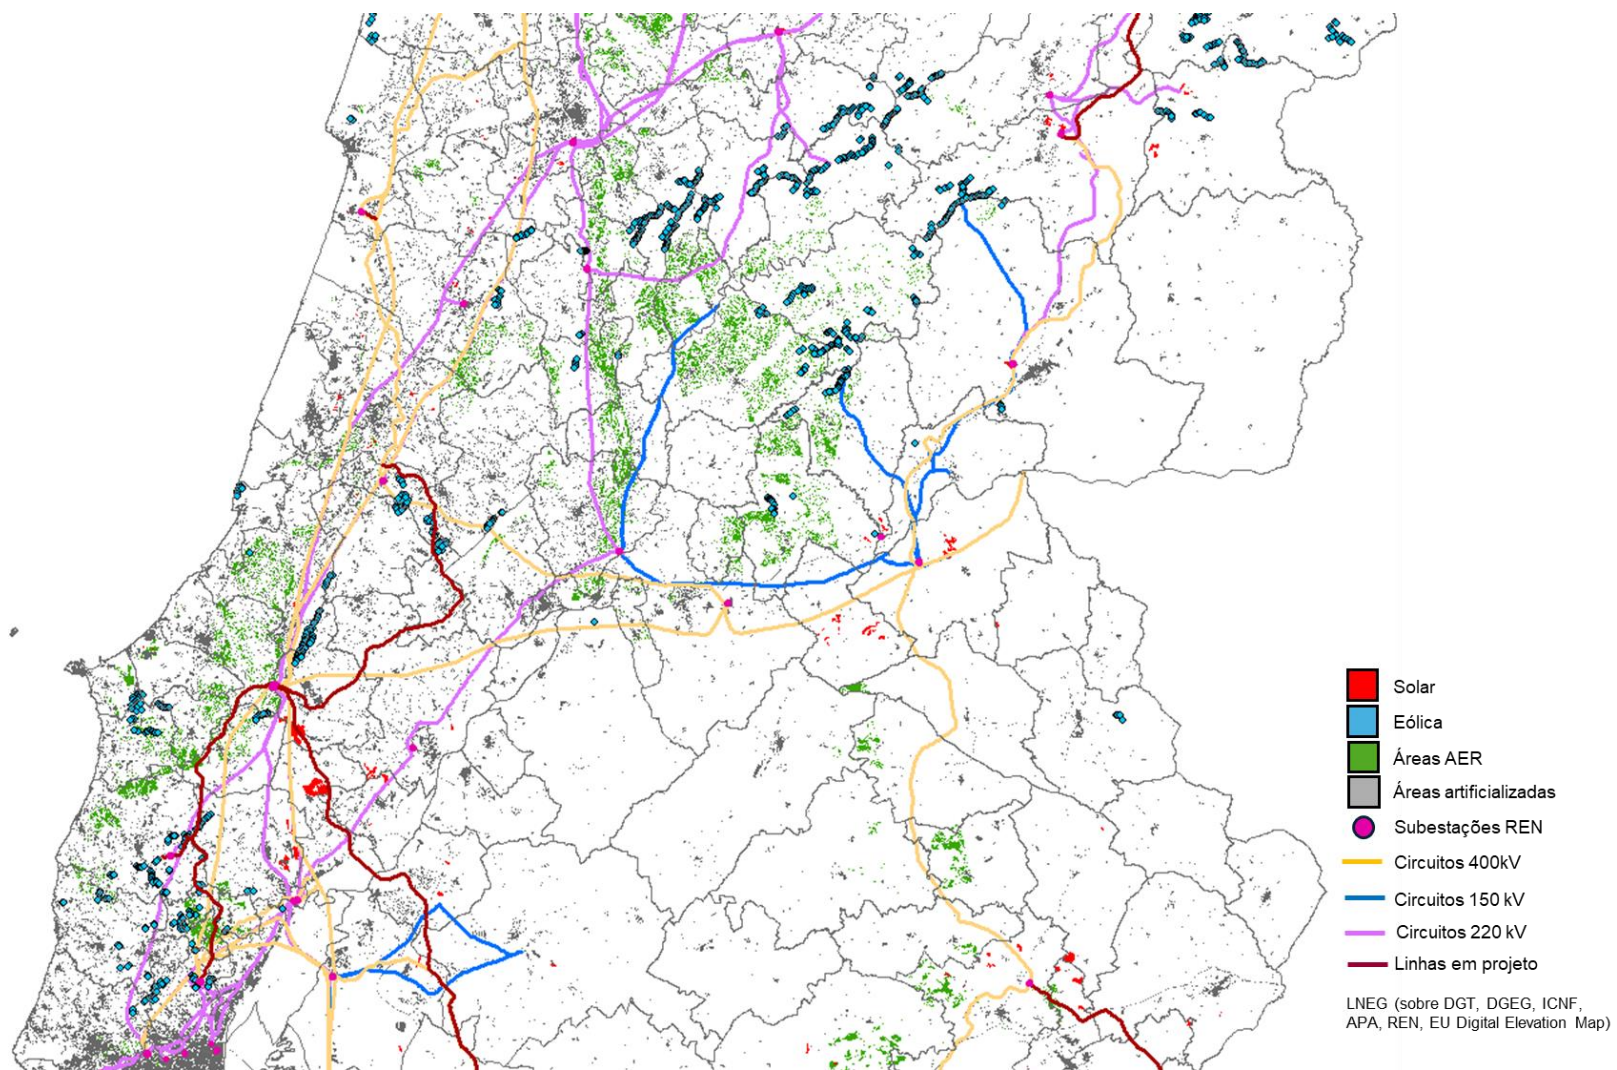 Solar
Eólica
Áreas AER
Áreas artificializadas
Subestações REN
Circuitos 400kV
Circuitos 150 kV
Circuitos 220 kV
Linhas em projeto
LNEG (sobre DGT, DGEG, ICNF,
APA, REN, EU Digital Elevation Map)